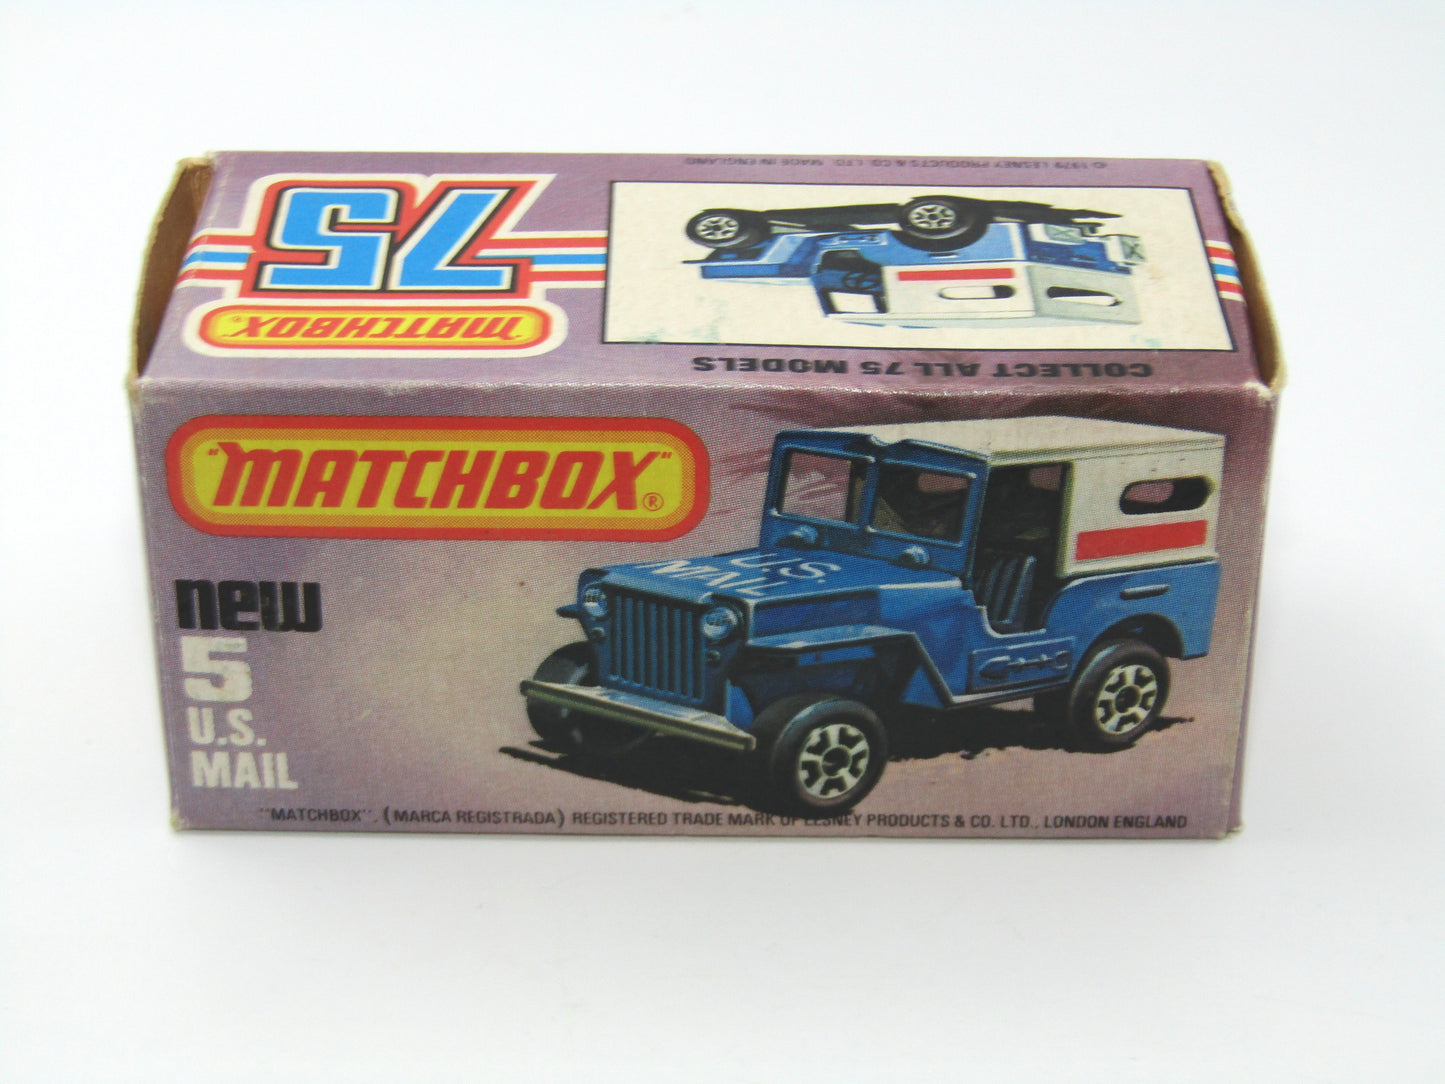 © 1979 LESNEY PRODUCTS & CO. LTD. MADE IN ENGLAND
75
"MATCHBOX"
COLLECT ALL 75 MODELS
"MATCHBOX"®
U.S.
MAIL
new
5
U.S.
MAIL
"MATCHBOX". (MARCA REGISTRADA) REGISTERED TRADE MARK OF LESNEY PRODUCTS & CO. LTD., LONDON ENGLAND